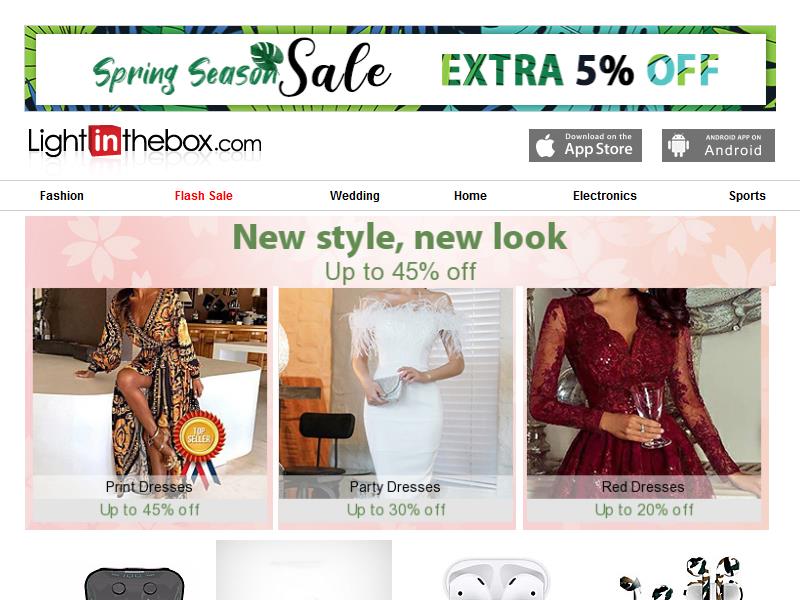 Spring Season Sale EXTRA 5% OFF
Lightinthebox.com
Download on the
App Store
ANDROID APP ON
Android
Fashion Flash Sale Wedding Home Electronics Sports
New style, new look
Up to 45% off
TOP
SELLER
Print Dresses Party Dresses Red Dresses
Up to 45% off Up to 30% off Up to 20% off